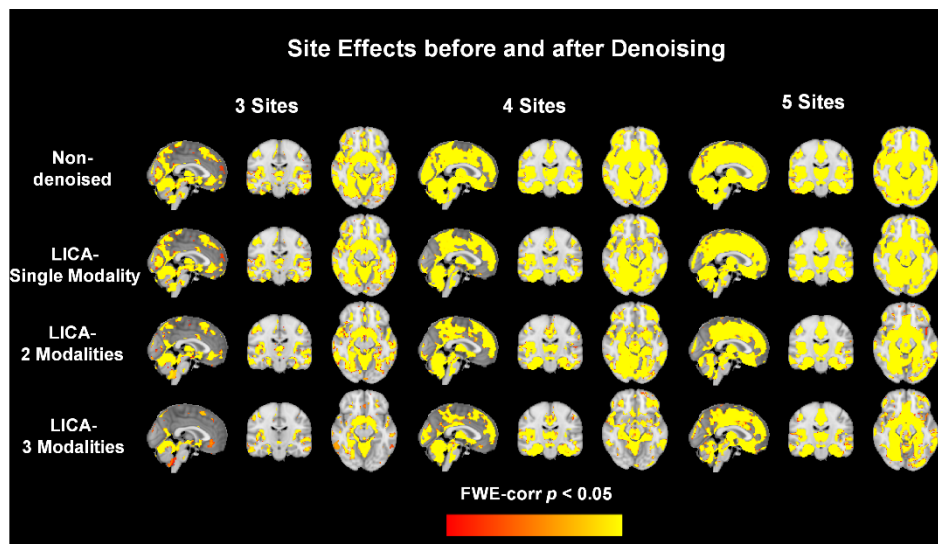 Site Effects before and after Denoising
3 Sites
4 Sites
5 Sites
Non-
denoised
LICA-
Single Modality
LICA-
2 Modalities
LICA-
3 Modalities
FWE-corr p < 0.05